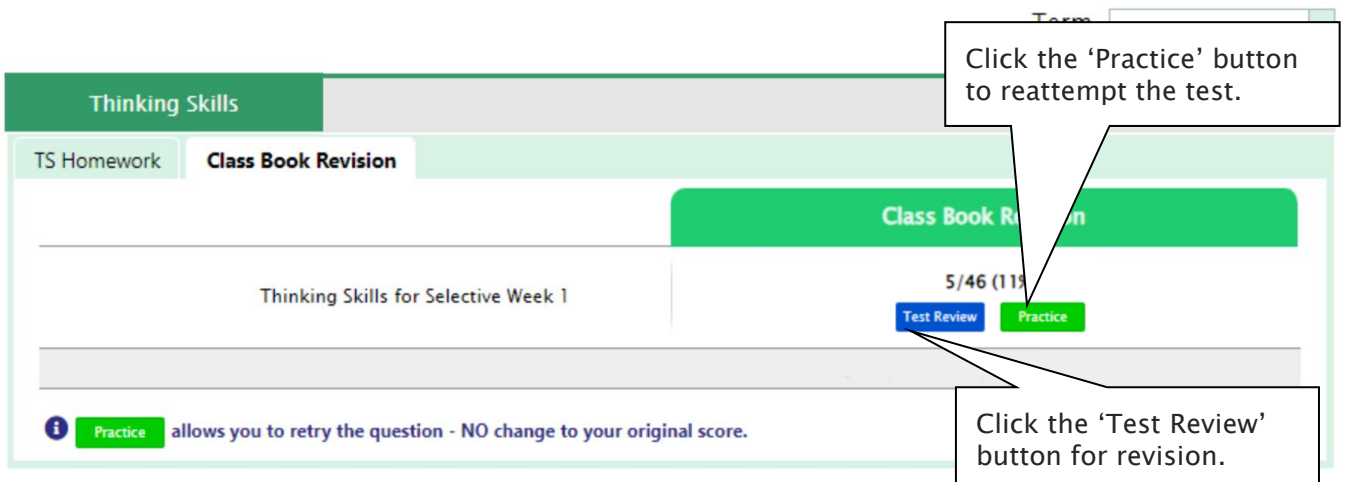 Term
Click the ‘Practice’ button
to reattempt the test.
Thinking Skills
TS Homework
Class Book Revision
Class Book
Thinking Skills for Selective Week 1
5/46 (11%
Test Review
Practice
Click the ‘Test Review’
button for revision.
Practice allows you to retry the question - NO change to your original score.